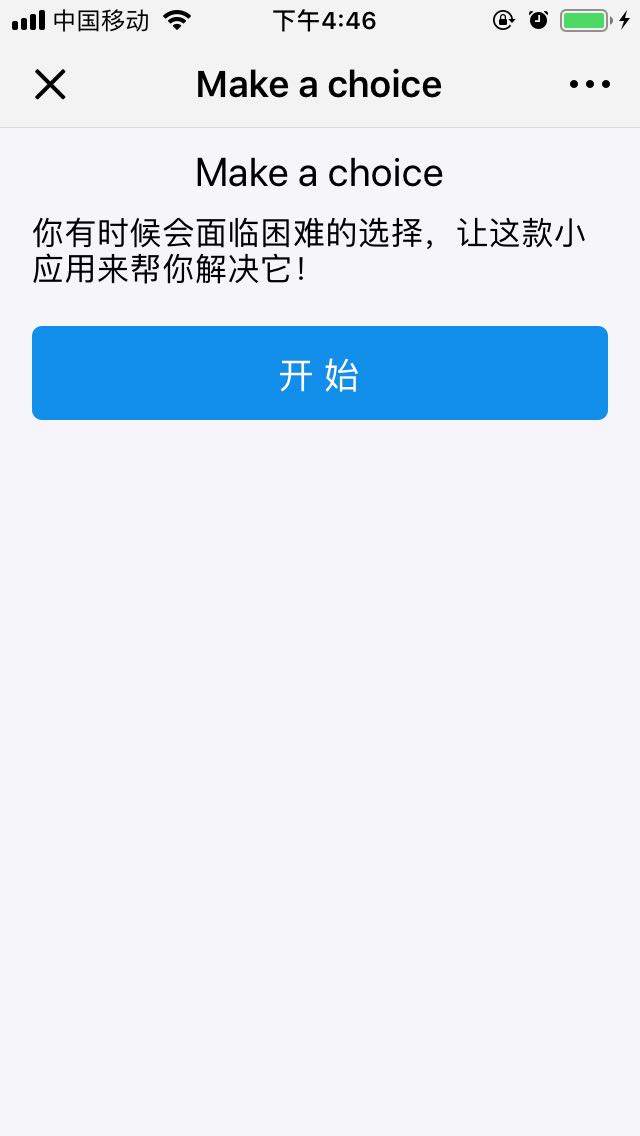 中国移动 下午4:46
Make a choice
Make a choice
你有时候会面临困难的选择，让这款小
应用来帮你解决它！
开始